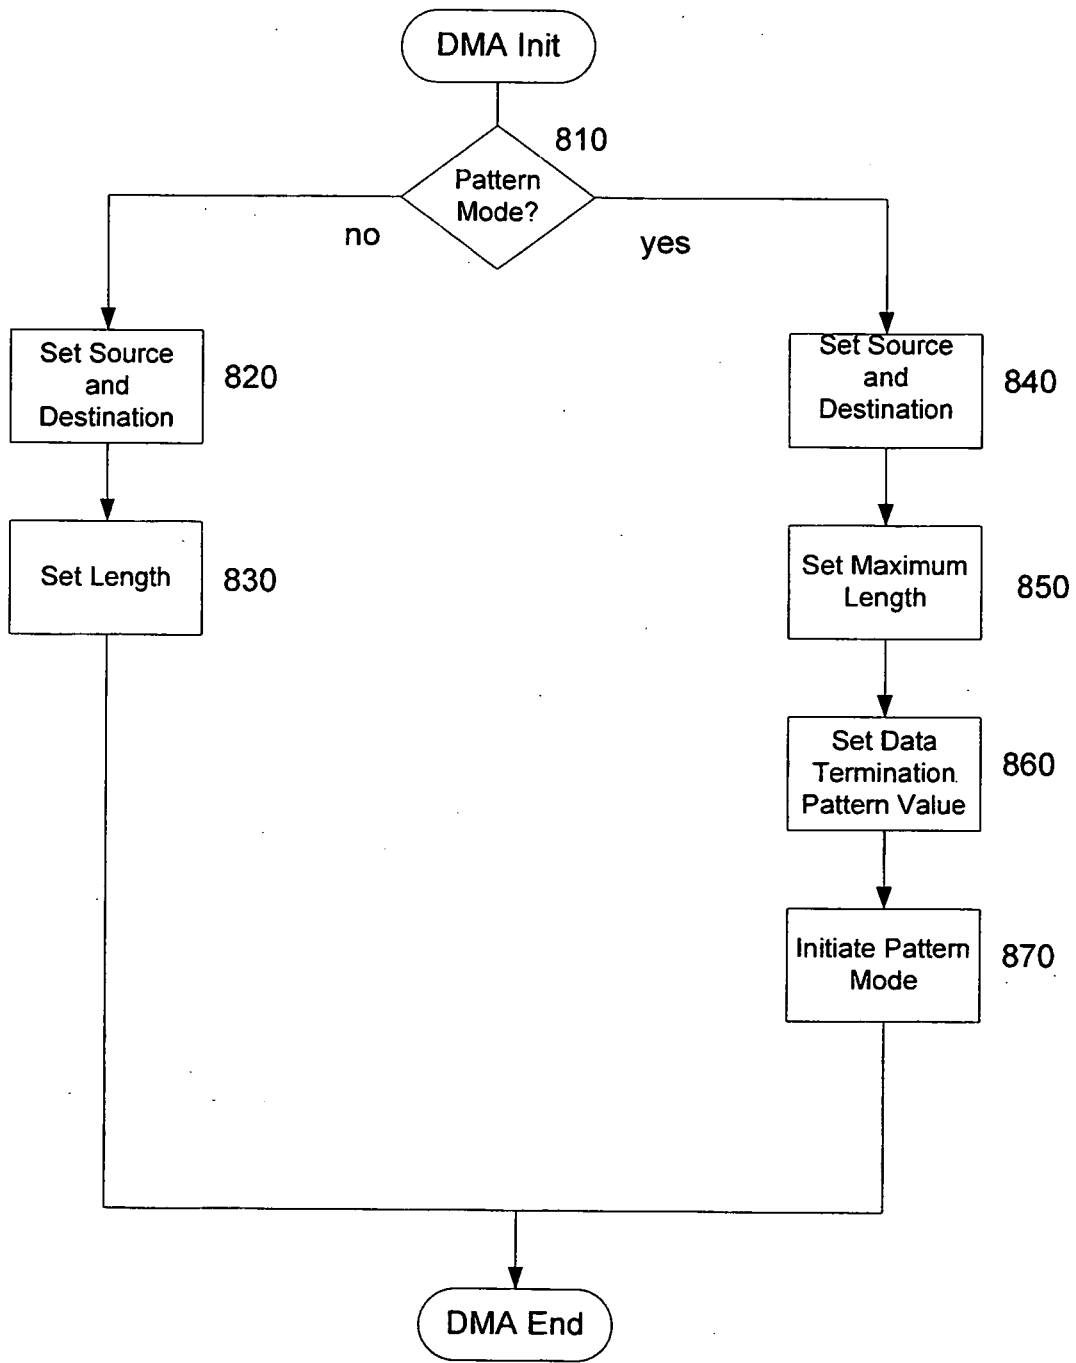 DMA Init
810
Pattern
Mode?
no
yes
Set Source
and
Destination
820
Set Length
830
Set Source
and
Destination
840
Set Maximum
Length
850
Set Data
Termination
Pattern Value
860
Initiate Pattern
Mode
870
DMA End